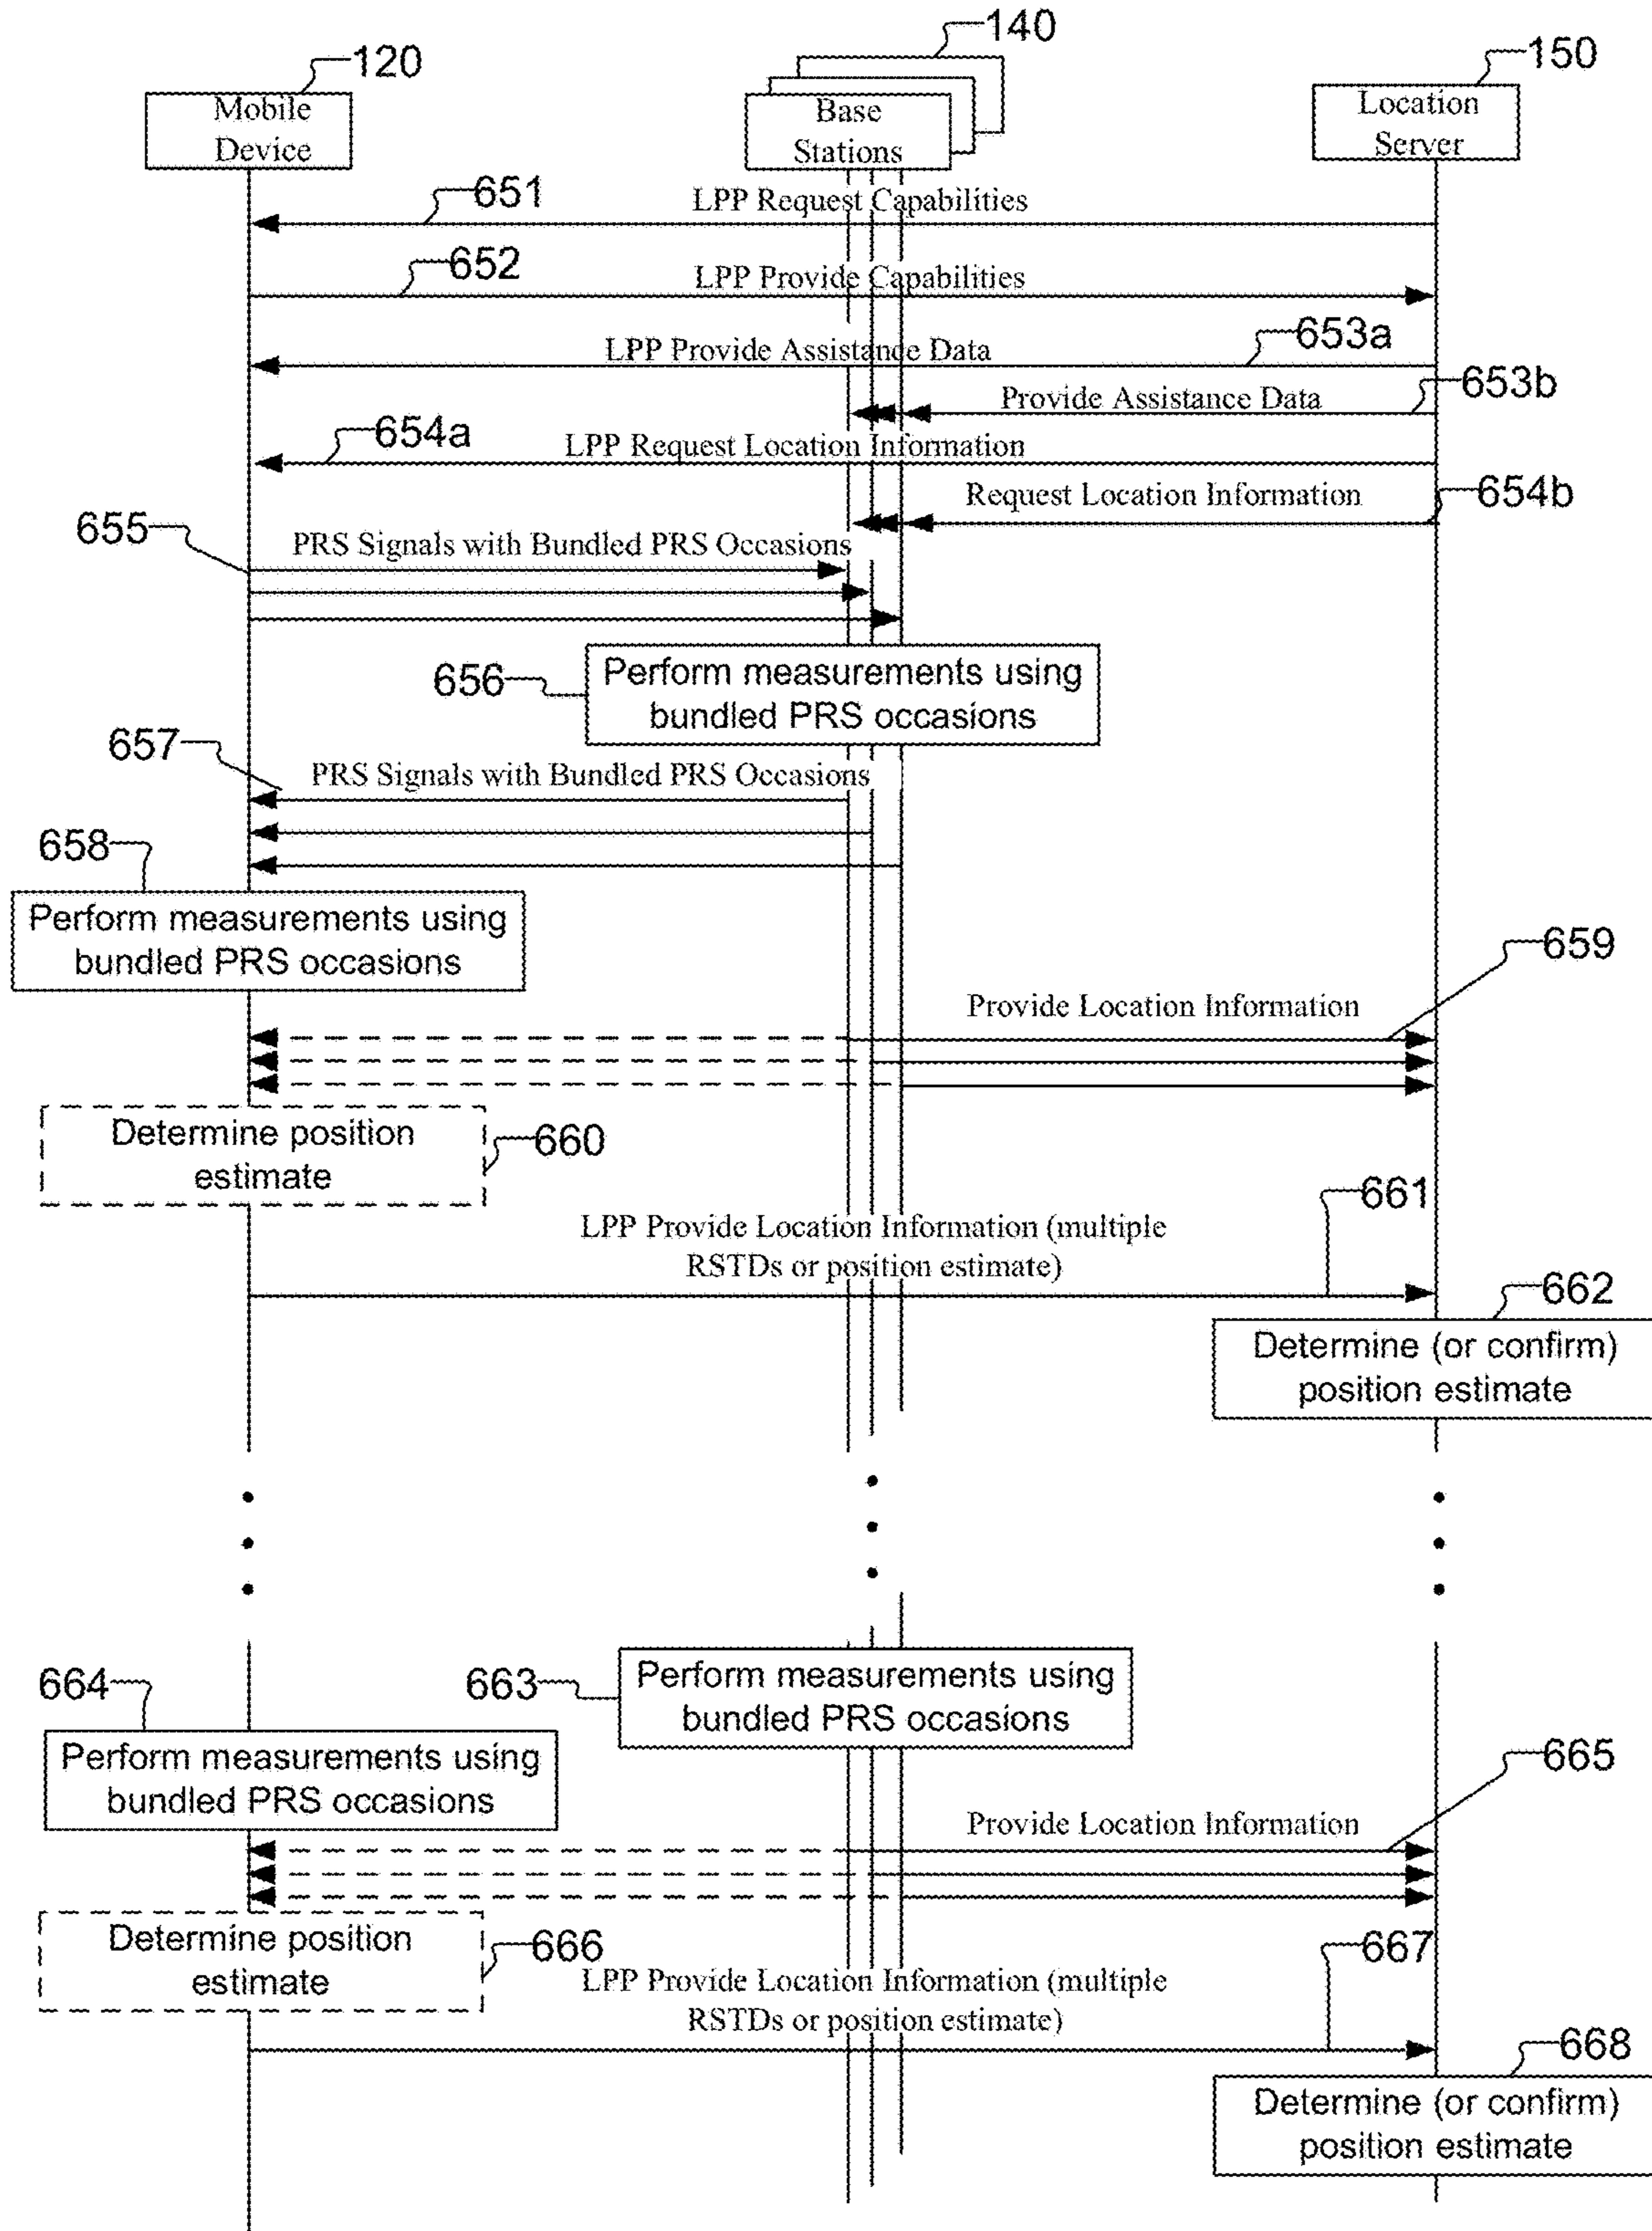 140
120
150
Mobile
Device
Base
Stations
Location
Server
651
LPP Request Capabilities
652
LPP Provide Capabilities
653a
LPP Provide Assistance Data
653b
Provide Assistance Data
654a
LPP Request Location Information
654b
Request Location Information
655
PRS Signals with Bundled PRS Occasions
656
Perform measurements using
bundled PRS occasions
657
PRS Signals with Bundled PRS Occasions
658
Perform measurements using
bundled PRS occasions
659
Provide Location Information
Determine position
estimate
660
661
LPP Provide Location Information (multiple
RSTDs or position estimate)
662
Determine (or confirm)
position estimate
663
Perform measurements using
bundled PRS occasions
664
Perform measurements using
bundled PRS occasions
665
Provide Location Information
Determine position
estimate
666
667
LPP Provide Location Information (multiple
RSTDs or position estimate)
668
Determine (or confirm)
position estimate